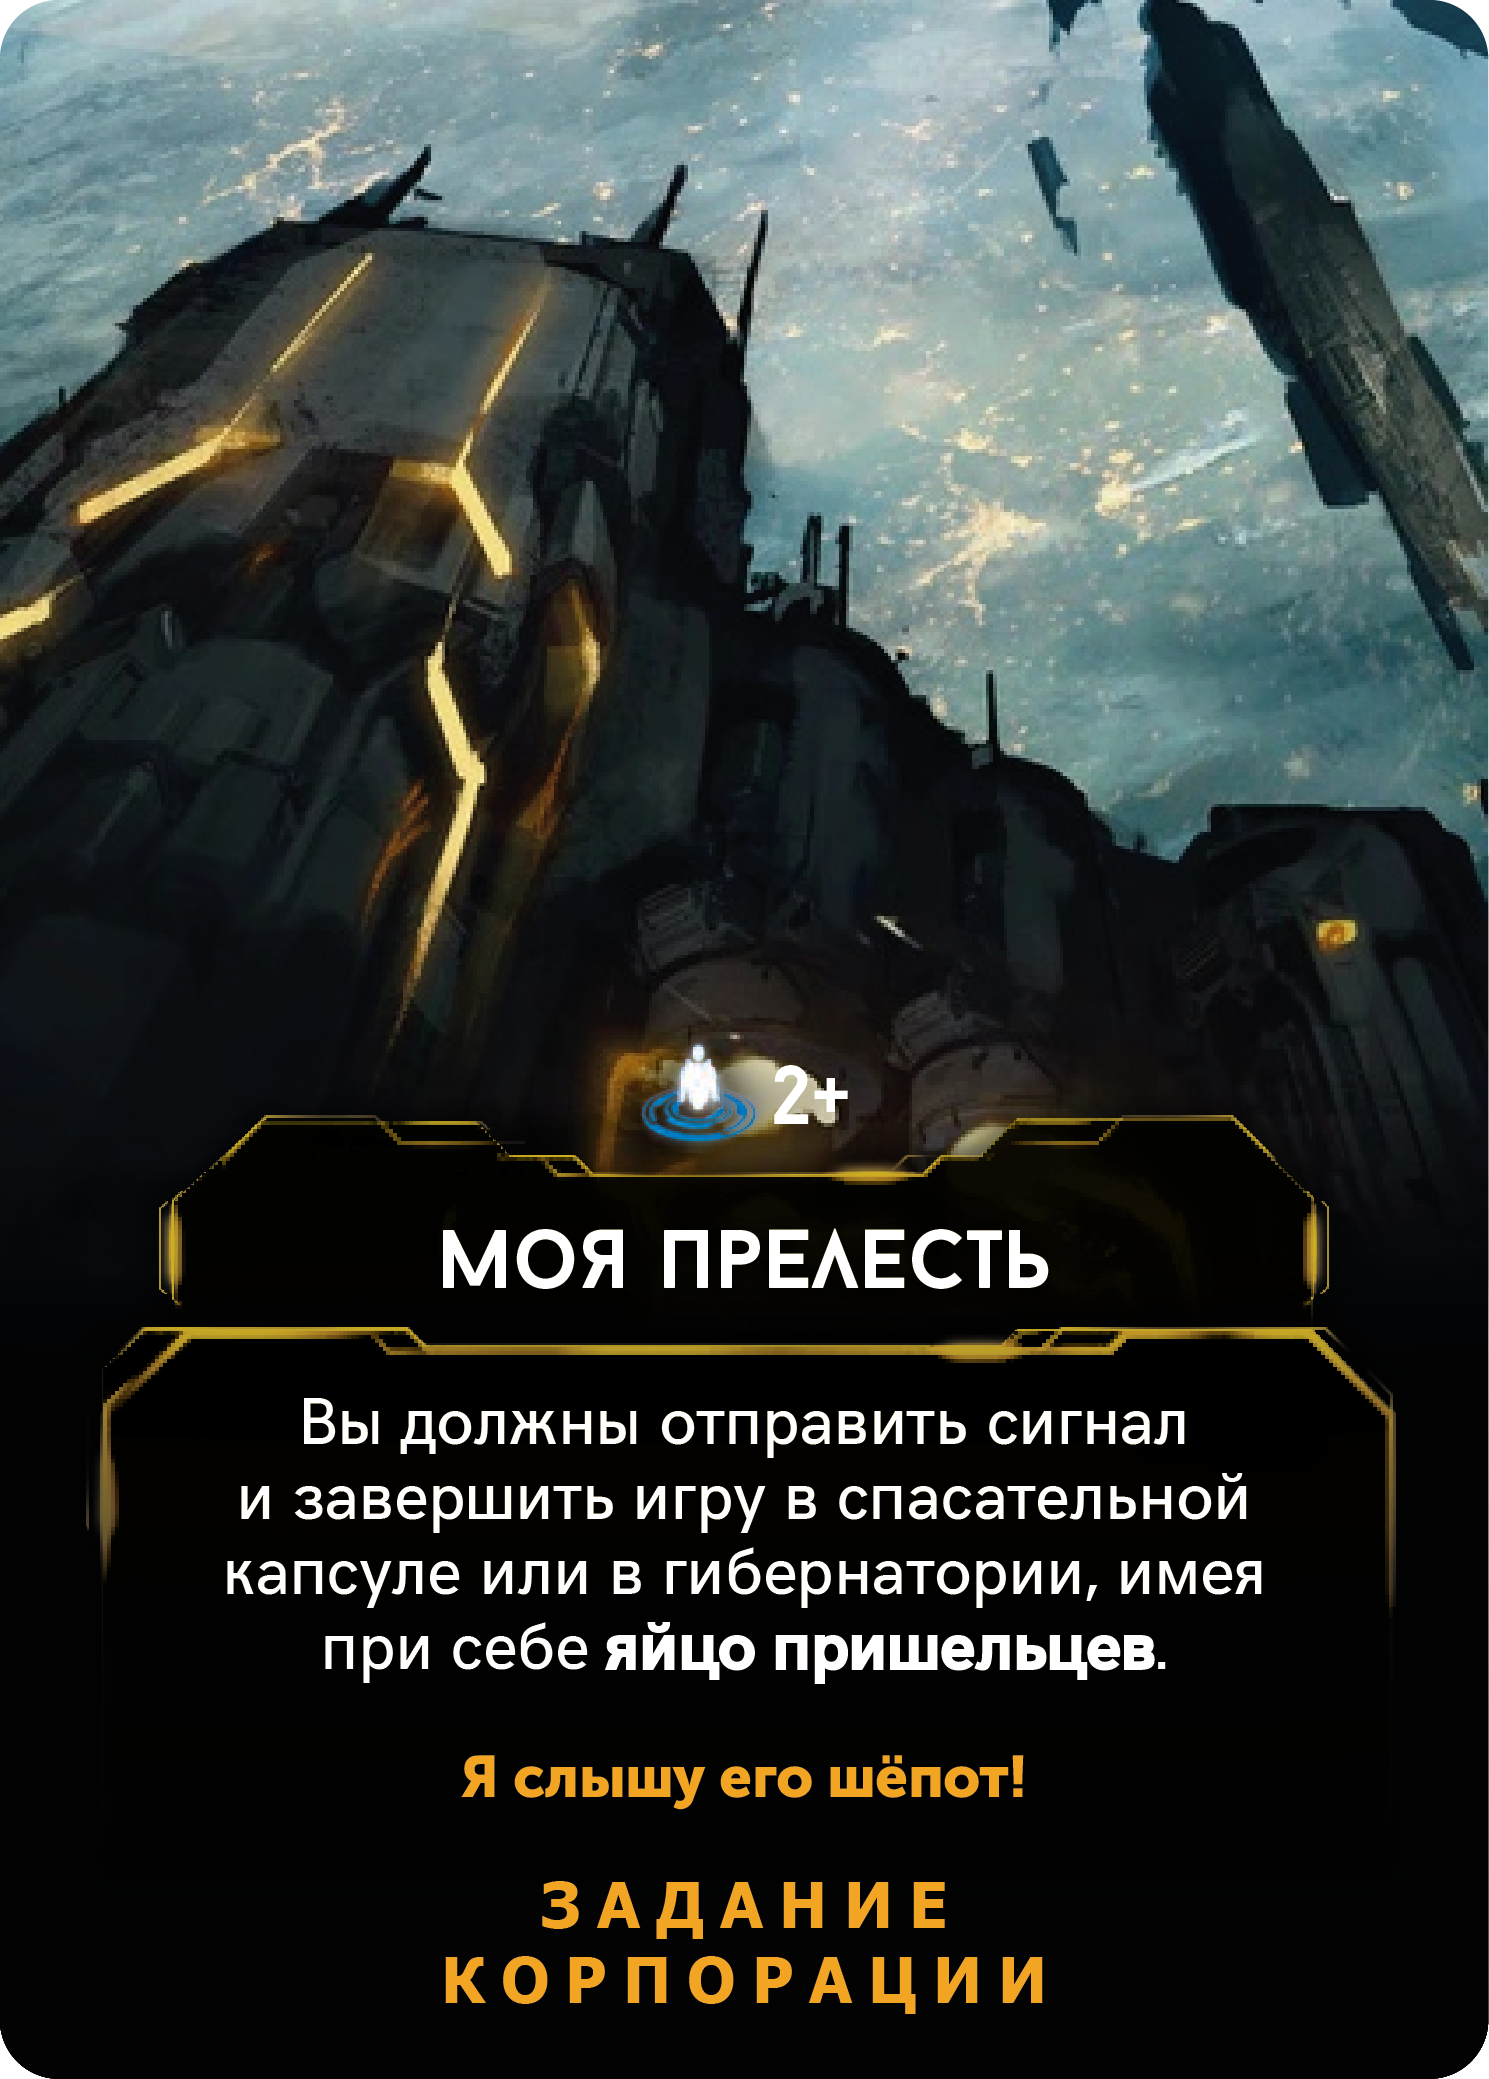 2+
МОЯ ПРЕЛЕСТЬ
Вы должны отправить сигнал
и завершить игру в спасательной
капсуле или в гибернатории, имея
при себе яйцо пришельцев.
Я слышу его шёпот!
ЗАДАНИЕ
КОРПОРАЦИИ